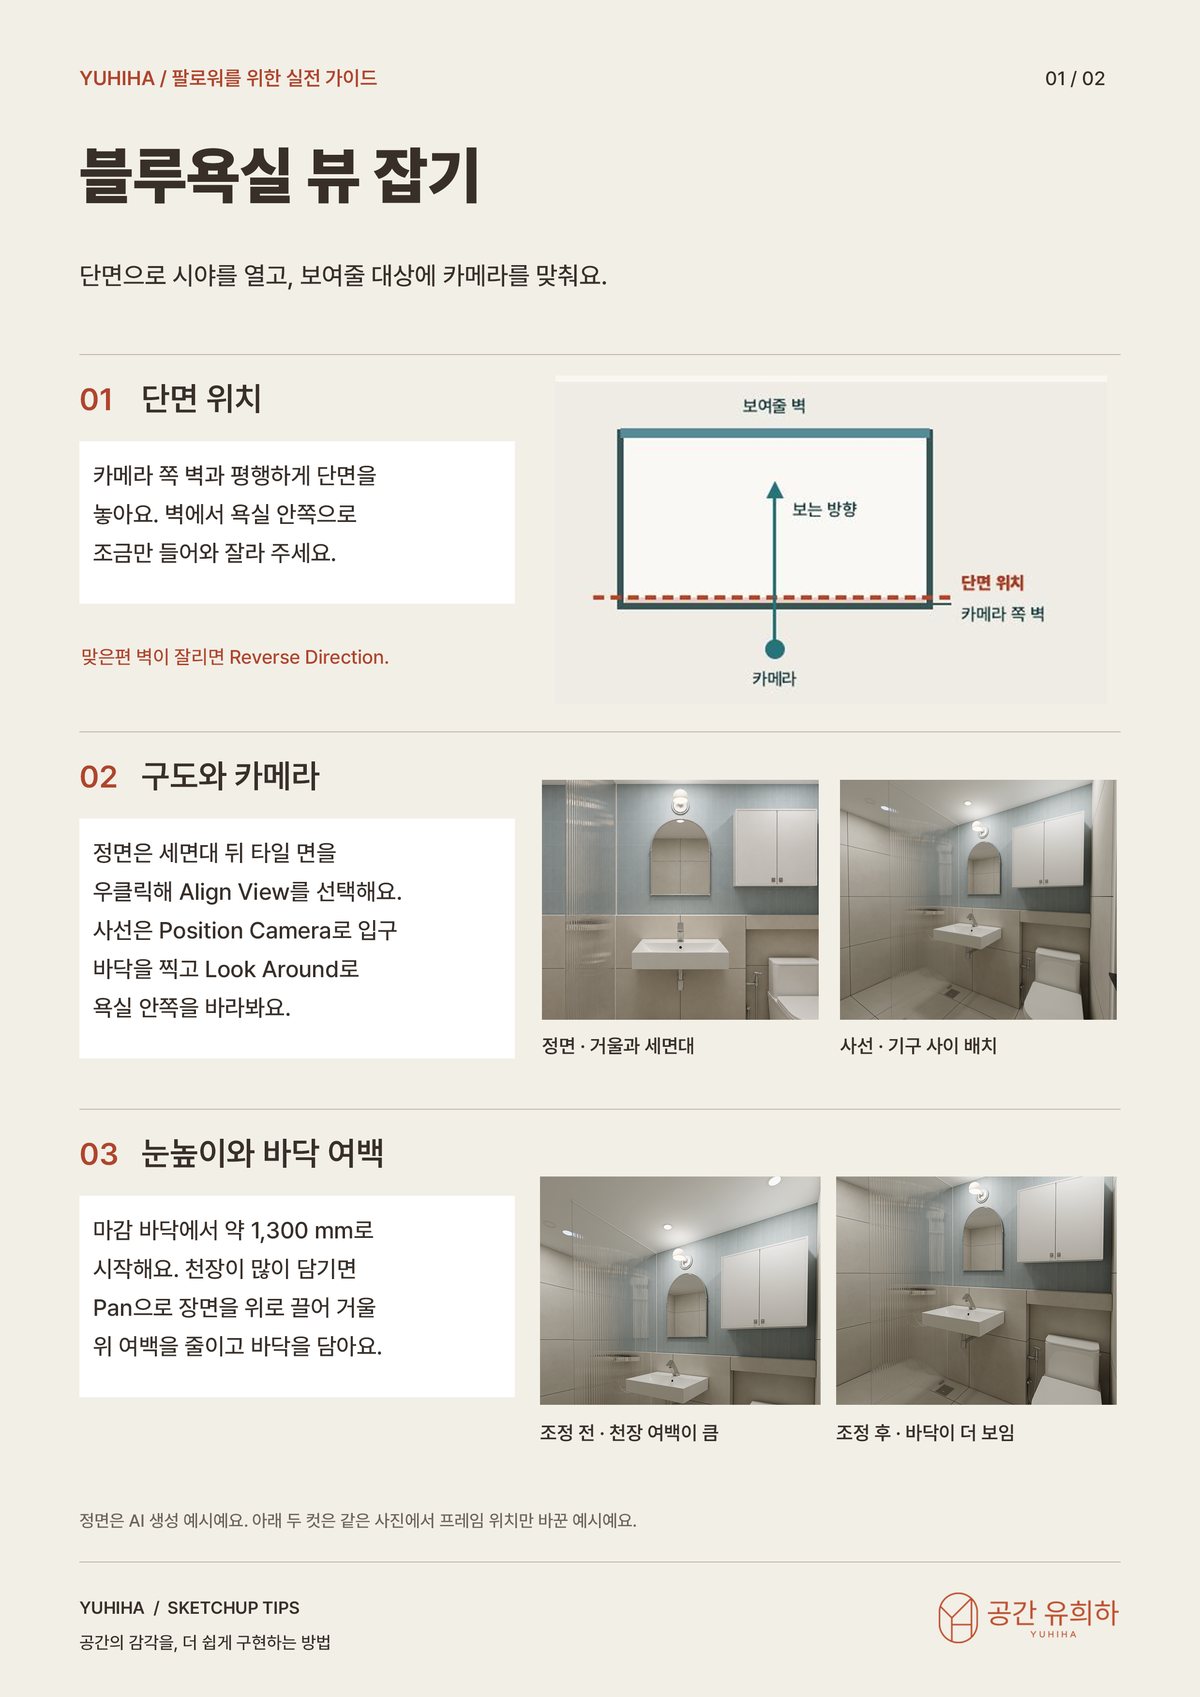 YUHIHA / 팔로워를 위한 실전 가이드
01 / 02
블루욕실 뷰 잡기
단면으로 시야를 열고, 보여줄 대상에 카메라를 맞춰요.
01 단면 위치
카메라 쪽 벽과 평행하게 단면을
놓아요. 벽에서 욕실 안쪽으로
조금만 들어와 잘라 주세요.
맞은편 벽이 잘리면 Reverse Direction.
보여줄 벽
보는 방향
단면 위치
카메라 쪽 벽
카메라
02 구도와 카메라
정면은 세면대 뒤 타일 면을
우클릭해 Align View를 선택해요.
사선은 Position Camera로 입구
바닥을 찍고 Look Around로
욕실 안쪽을 바라봐요.
정면 · 거울과 세면대
사선 · 기구 사이 배치
03 눈높이와 바닥 여백
마감 바닥에서 약 1,300 mm로
시작해요. 천장이 많이 담기면
Pan으로 장면을 위로 끌어 거울
위 여백을 줄이고 바닥을 담아요.
조정 전 · 천장 여백이 큼
조정 후 · 바닥이 더 보임
정면은 AI 생성 예시예요. 아래 두 컷은 같은 사진에서 프레임 위치만 바꾼 예시예요.
YUHIHA / SKETCHUP TIPS
공간의 감각을, 더 쉽게 구현하는 방법
공간 유희하
YUHIHA